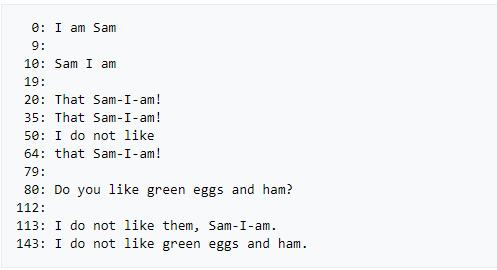 0: I am Sam
9:
10: Sam I am
19:
20: That Sam-I-am!
35: That Sam-I-am!
50: I do not like
64: that Sam-I-am!
79:
80: Do you like green eggs and ham?
112:
113: I do not like them, Sam-I-am.
143: I do not like green eggs and ham.